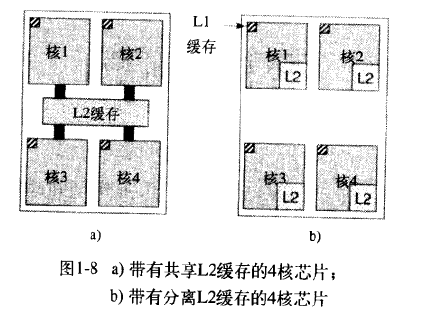 L1
缓存
核1
核2
L2缓存
核3
核4
核1
L2
核2
L2
核3
L2
核4
L2
a)
b)
图1-8 a) 带有共享L2缓存的4核芯片；
b) 带有分离L2缓存的4核芯片